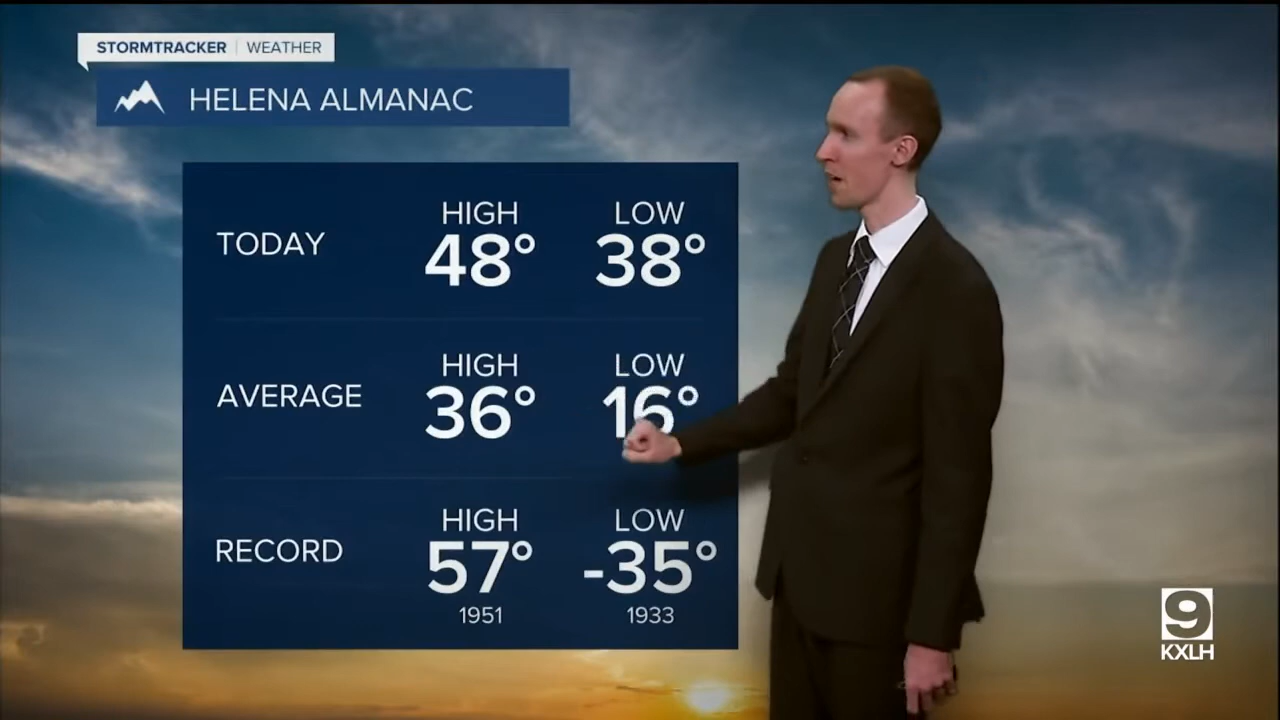 STORMTRACKER | WEATHER
HELENA ALMANAC
HIGH LOW
TODAY 48° 38°
HIGH LOW
AVERAGE 36° 16°
HIGH LOW
RECORD 57° -35°
1951 1933
9
KXLH